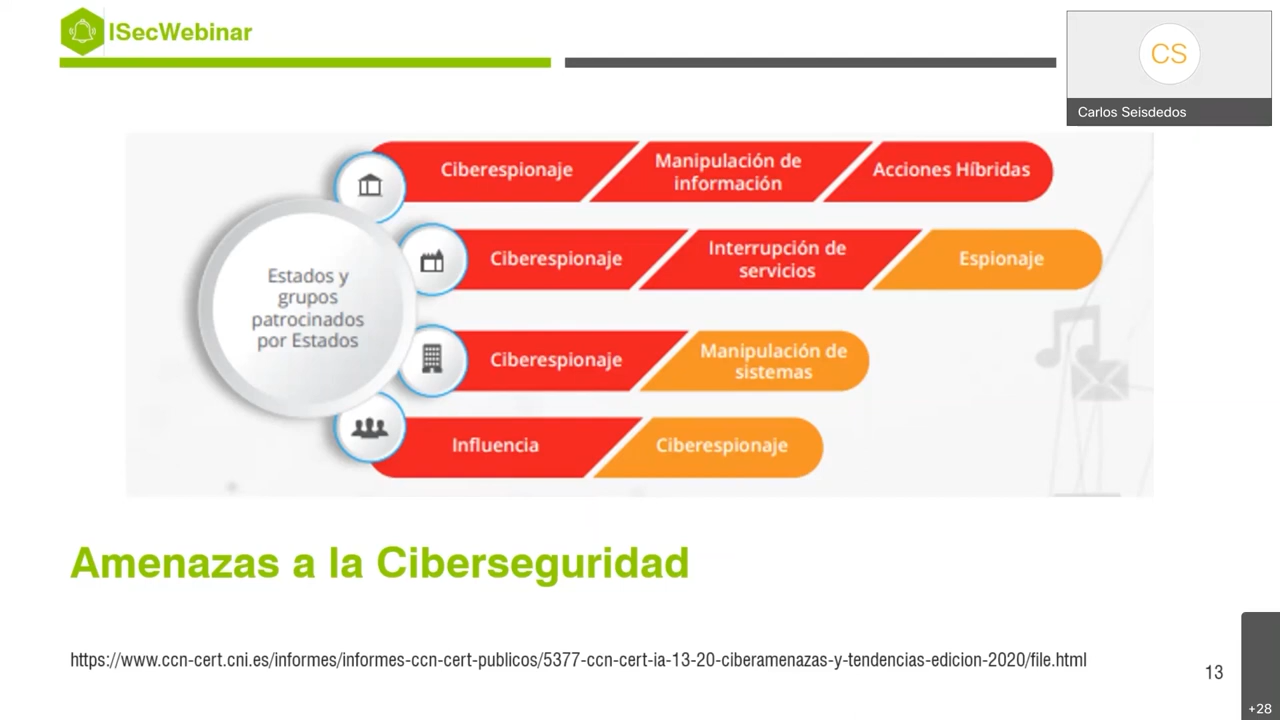 ISecWebinar
CS
Carlos Seisdedos
Ciberespionaje
Manipulación de
información
Acciones Híbridas
Ciberespionaje
Interrupción de
servicios
Espionaje
Estados y
grupos
patrocinados
por Estados
Ciberespionaje
Manipulación de
sistemas
Influencia
Ciberespionaje
Amenazas a la Ciberseguridad
https://www.ccn-cert.cni.es/informes/informes-ccn-cert-publicos/5377-ccn-cert-ia-13-20-ciberamenazas-y-tendencias-edicion-2020/file.html
13
+28